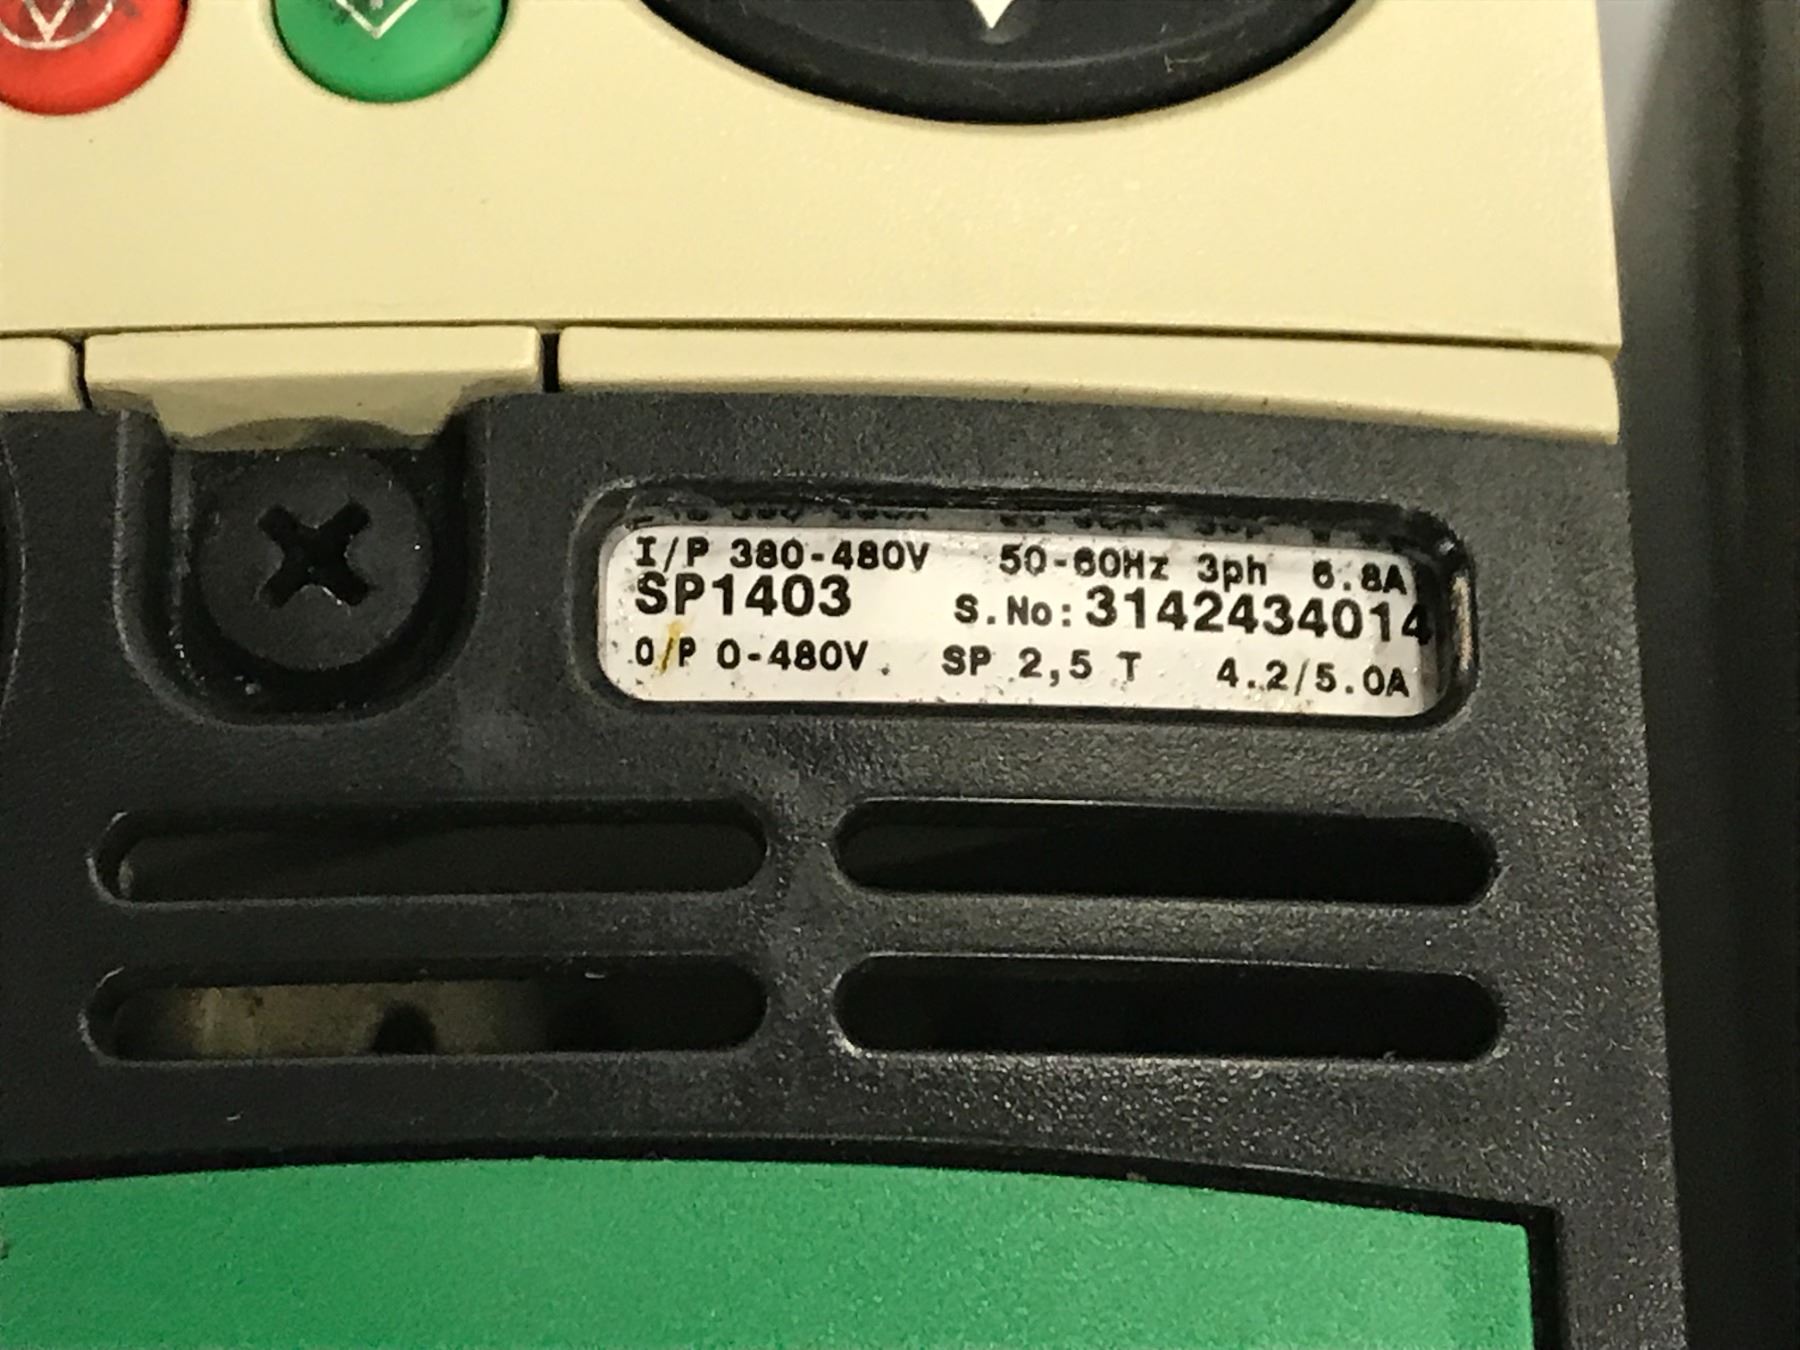 I/P 380-480V 50-60Hz 3ph 6.8A
SP1403 S.No: 3142434014
O/P 0-480V SP 2,5 T 4.2/5.0A